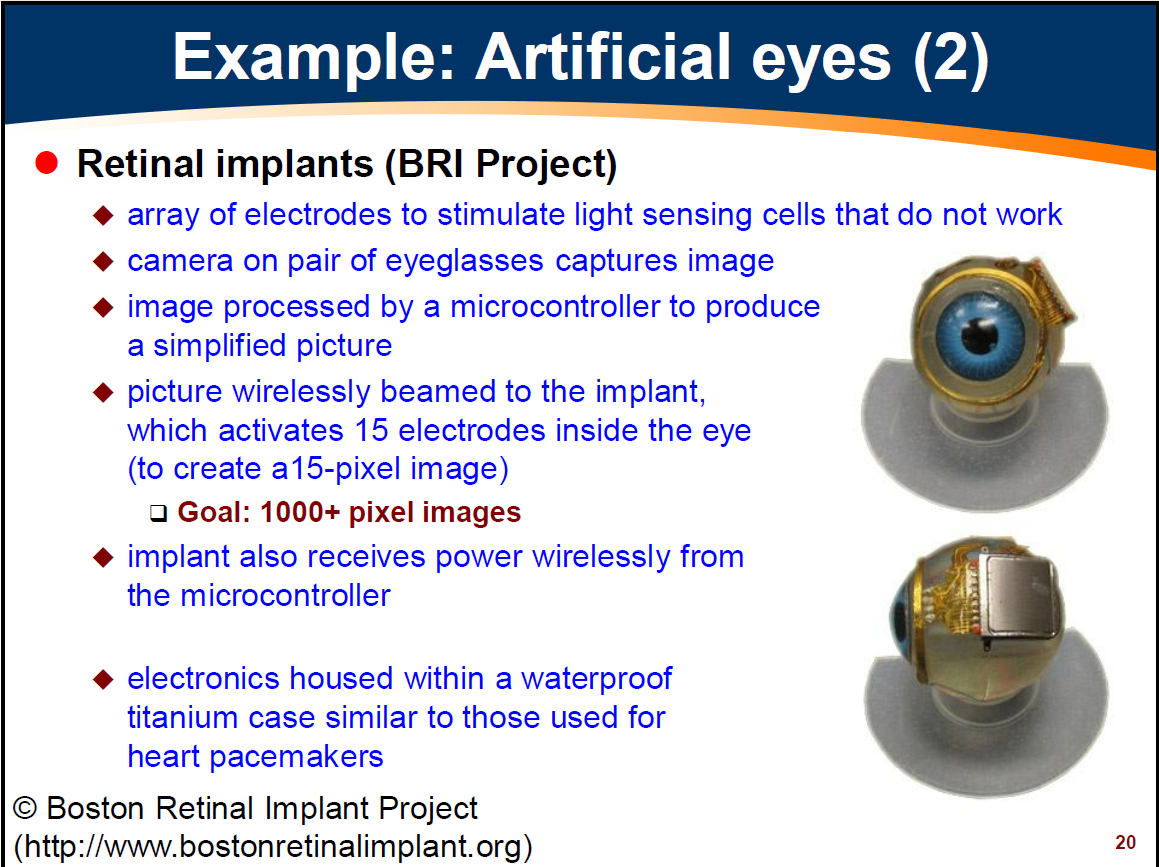 Example: Artificial eyes (2)
Retinal implants (BRI Project)
array of electrodes to stimulate light sensing cells that do not work
camera on pair of eyeglasses captures image
image processed by a microcontroller to produce
a simplified picture
picture wirelessly beamed to the implant,
which activates 15 electrodes inside the eye
(to create a15-pixel image)
Goal: 1000+ pixel images
implant also receives power wirelessly from
the microcontroller
electronics housed within a waterproof
titanium case similar to those used for
heart pacemakers
© Boston Retinal Implant Project
(http://www.bostonretinalimplant.org)
20